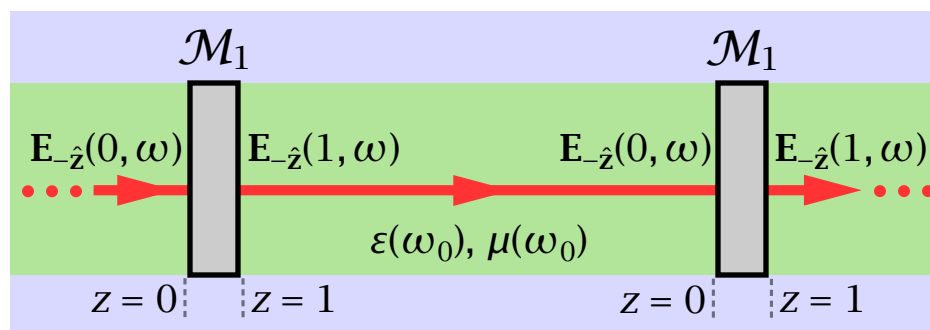 ℳ₁ ℳ₁
E₋ẑ(0, ω) E₋ẑ(1, ω) E₋ẑ(0, ω) E₋ẑ(1, ω)
ε(ω₀), μ(ω₀)
z = 0 z = 1 z = 0 z = 1